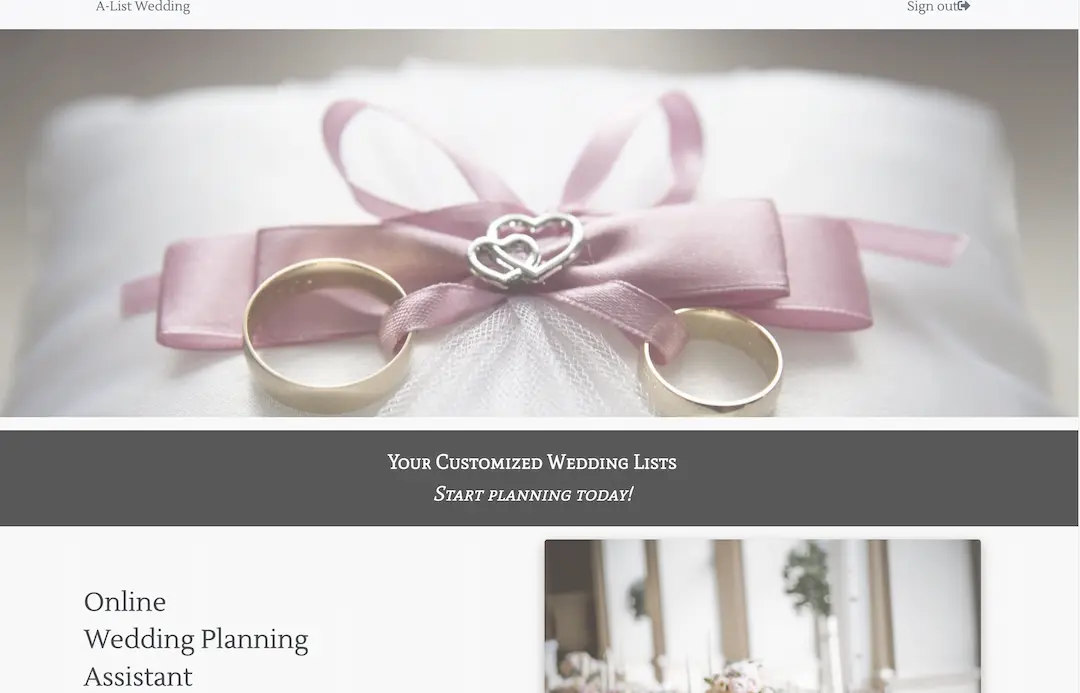 A-List Wedding
Sign out
Your Customized Wedding Lists
Start planning today!
Online
Wedding Planning
Assistant